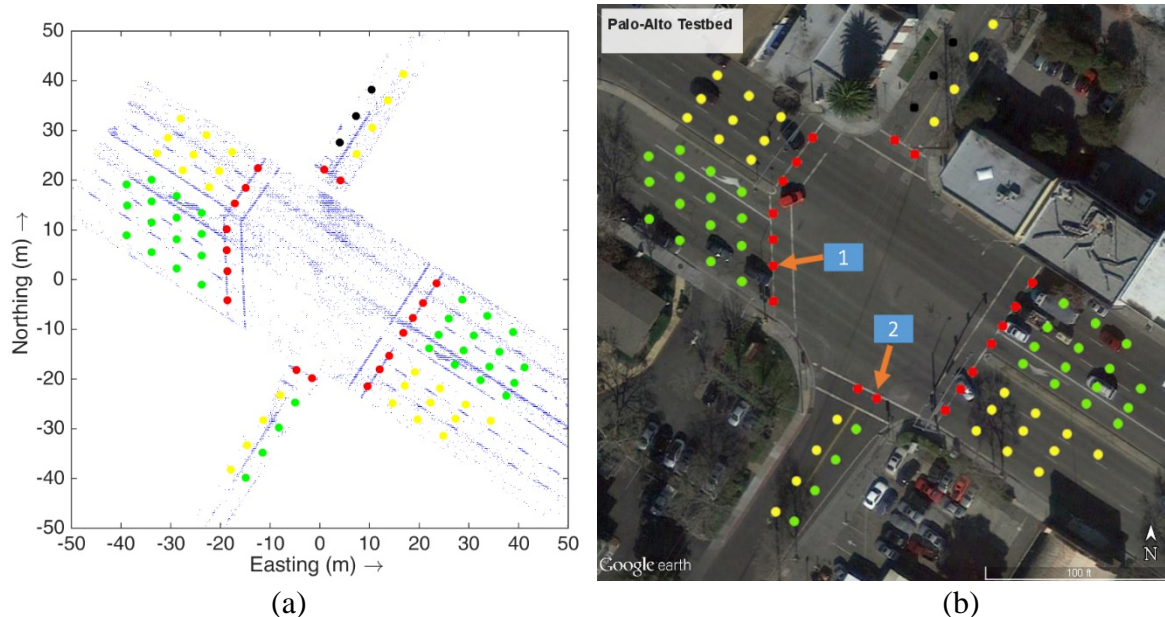 50
40
30
20
10
0
-10
-20
-30
-40
-50
Northing (m) →
-50 -40 -30 -20 -10 0 10 20 30 40 50
Easting (m) →
(a)
Palo-Alto Testbed
1
2
Google earth
N
100 ft
(b)